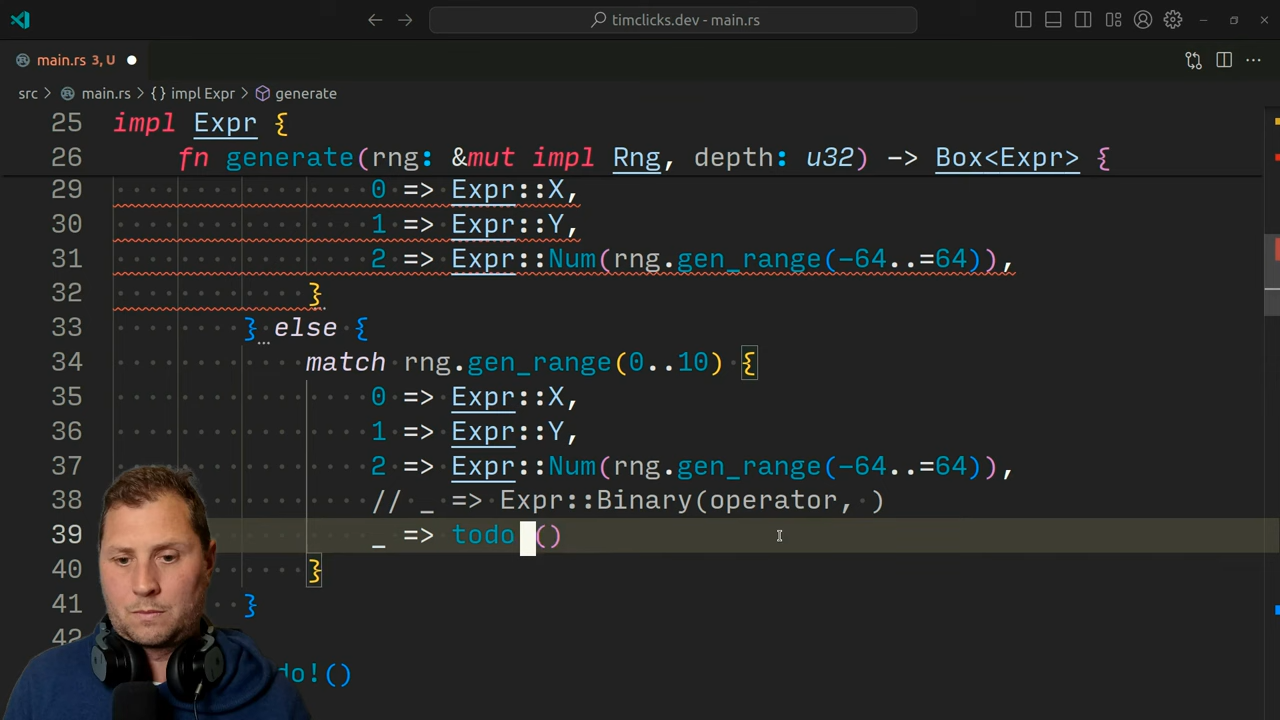 timclicks.dev - main.rs
main.rs 3, U
src > main.rs > {} impl Expr > generate
25 impl Expr {
26 fn generate(rng: &mut impl Rng, depth: u32) -> Box<Expr> {
29 0 => Expr::X,
30 1 => Expr::Y,
31 2 => Expr::Num(rng.gen_range(-64..=64)),
32 }
33 } else {
34 match rng.gen_range(0..10) {
35 0 => Expr::X,
36 1 => Expr::Y,
37 2 => Expr::Num(rng.gen_range(-64..=64)),
38 // _ => Expr::Binary(operator, )
39 _ => todo ()
40 }
41 }
42
do!()